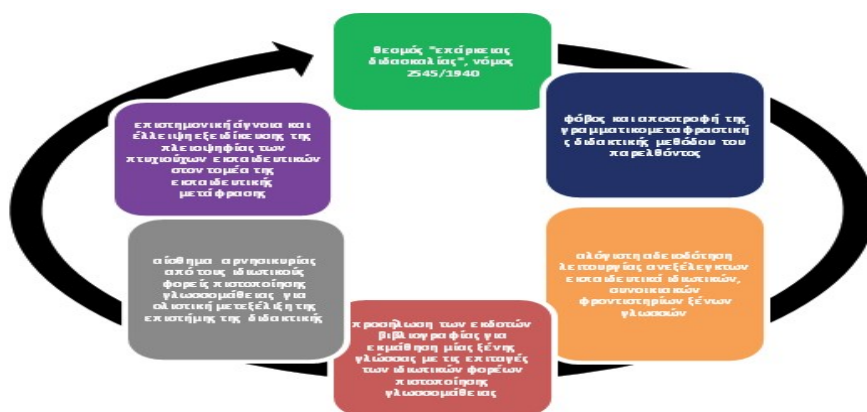 θεσμός "επάρκειας
διδασκαλίας", νόμος
2545/1940
φόβος και αποστροφή της
γραμματικομεταφραστική
ς διδακτικής μεθόδου του
παρελθόντος
αλόγιστη αδειοδότηση
λειτουργίας ανεξέλεγκτων
εκπαιδευτικά ιδιωτικών,
συνοικιακών
φροντιστηρίων ξένων
γλωσσών
προσήλωση των εκδοτών
βιβλιογραφίας για
εκμάθηση μίας ξένης
γλώσσας με τις επιταγές
των ιδιωτικών φορέων
πιστοποίησης
γλωσσομάθειας
αίσθημα αρνησικυρίας
από τους ιδιωτικούς
φορείς πιστοποίησης
γλωσσομάθειας για
ολιστική μετεξέλιξη της
επιστήμης της διδακτικής
επιστημονική άγνοια και
έλλειψη εξειδίκευσης της
πλειοψηφίας των
πτυχιούχων εκπαιδευτικών
στον τομέα της
εκπαιδευτικής
μετάφρασης